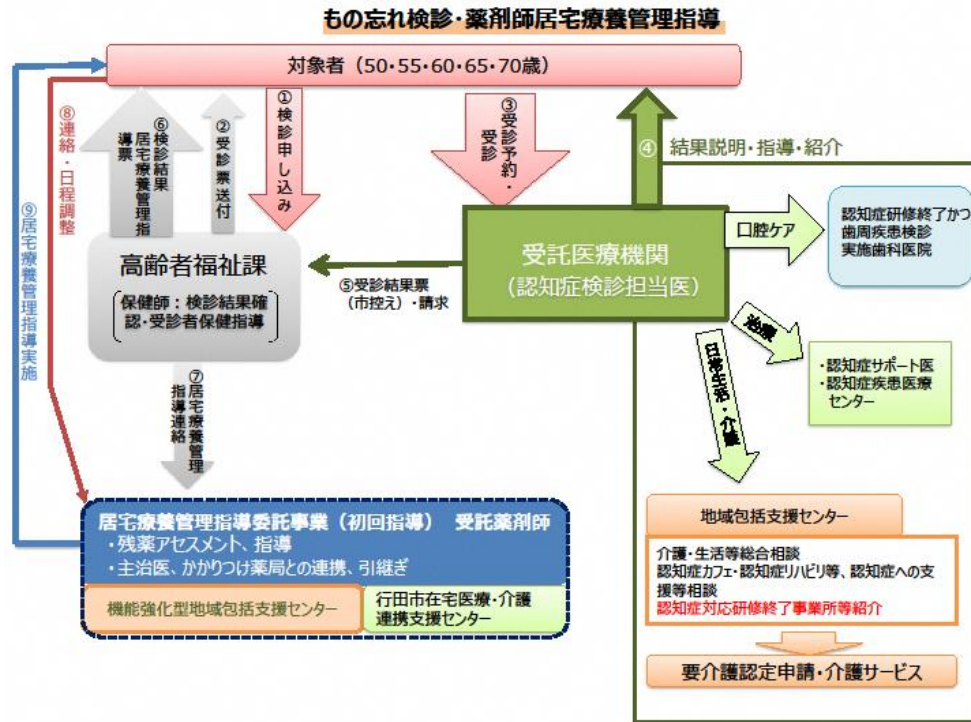 もの忘れ検診・薬剤師居宅療養管理指導
対象者（50・55・60・65・70歳）
⑧連絡・日程調整
⑨居宅療養管理指導実施
⑥検診結果
居宅療養管理指
導票
②受診票送付
①検診申し込み
③受診予約・
受診
④
結果説明・指導・紹介
高齢者福祉課
保健師：検診結果確
認・受診者保健指導
⑤受診結果票
（市控え）・請求
受託医療機関
（認知症検診担当医）
口腔ケア
認知症研修終了かつ
歯周疾患検診
実施歯科医院
治療
・認知症サポート医
・認知症疾患医療
センター
日常生活・介護
⑦居宅療養管理
指導連絡
居宅療養管理指導委託事業（初回指導）　受託薬剤師
・残薬アセスメント、指導
・主治医、かかりつけ薬局との連携、引継ぎ
機能強化型地域包括支援センター
行田市在宅医療・介護
連携支援センター
地域包括支援センター
介護・生活等総合相談
認知症カフェ・認知症リハビリ等、認知症への支
援等相談
認知症対応研修終了事業所等紹介
要介護認定申請・介護サービス